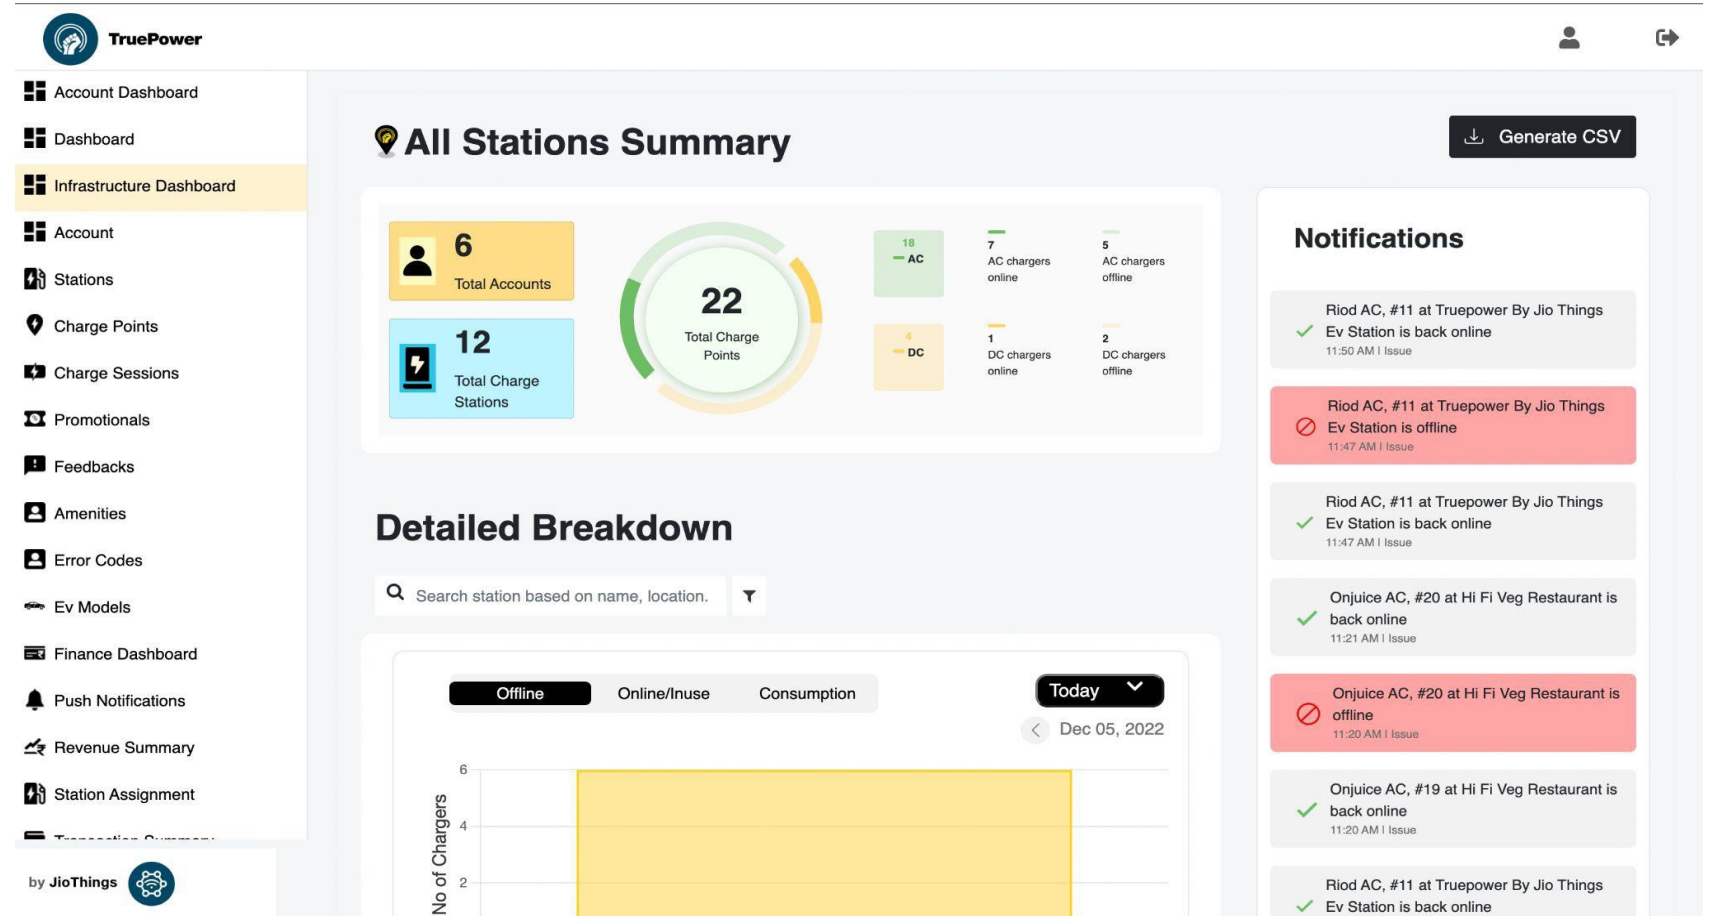 TruePower
Account Dashboard
Dashboard
Infrastructure Dashboard
Account
Stations
Charge Points
Charge Sessions
Promotionals
Feedbacks
Amenities
Error Codes
Ev Models
Finance Dashboard
Push Notifications
Revenue Summary
Station Assignment
Transaction Summary
by JioThings
All Stations Summary
Generate CSV
6
Total Accounts
12
Total Charge
Stations
22
Total Charge
Points
18
AC
7
AC chargers
online
5
AC chargers
offline
4
DC
1
DC chargers
online
2
DC chargers
offline
Detailed Breakdown
Search station based on name, location.
Offline
Online/Inuse
Consumption
Today
Dec 05, 2022
No of Chargers
6
4
2
Notifications
Riod AC, #11 at Truepower By Jio Things
Ev Station is back online
11:50 AM | Issue
Riod AC, #11 at Truepower By Jio Things
Ev Station is offline
11:47 AM | Issue
Riod AC, #11 at Truepower By Jio Things
Ev Station is back online
11:47 AM | Issue
Onjuice AC, #20 at Hi Fi Veg Restaurant is
back online
11:21 AM | Issue
Onjuice AC, #20 at Hi Fi Veg Restaurant is
offline
11:20 AM | Issue
Onjuice AC, #19 at Hi Fi Veg Restaurant is
back online
11:20 AM | Issue
Riod AC, #11 at Truepower By Jio Things
Ev Station is back online